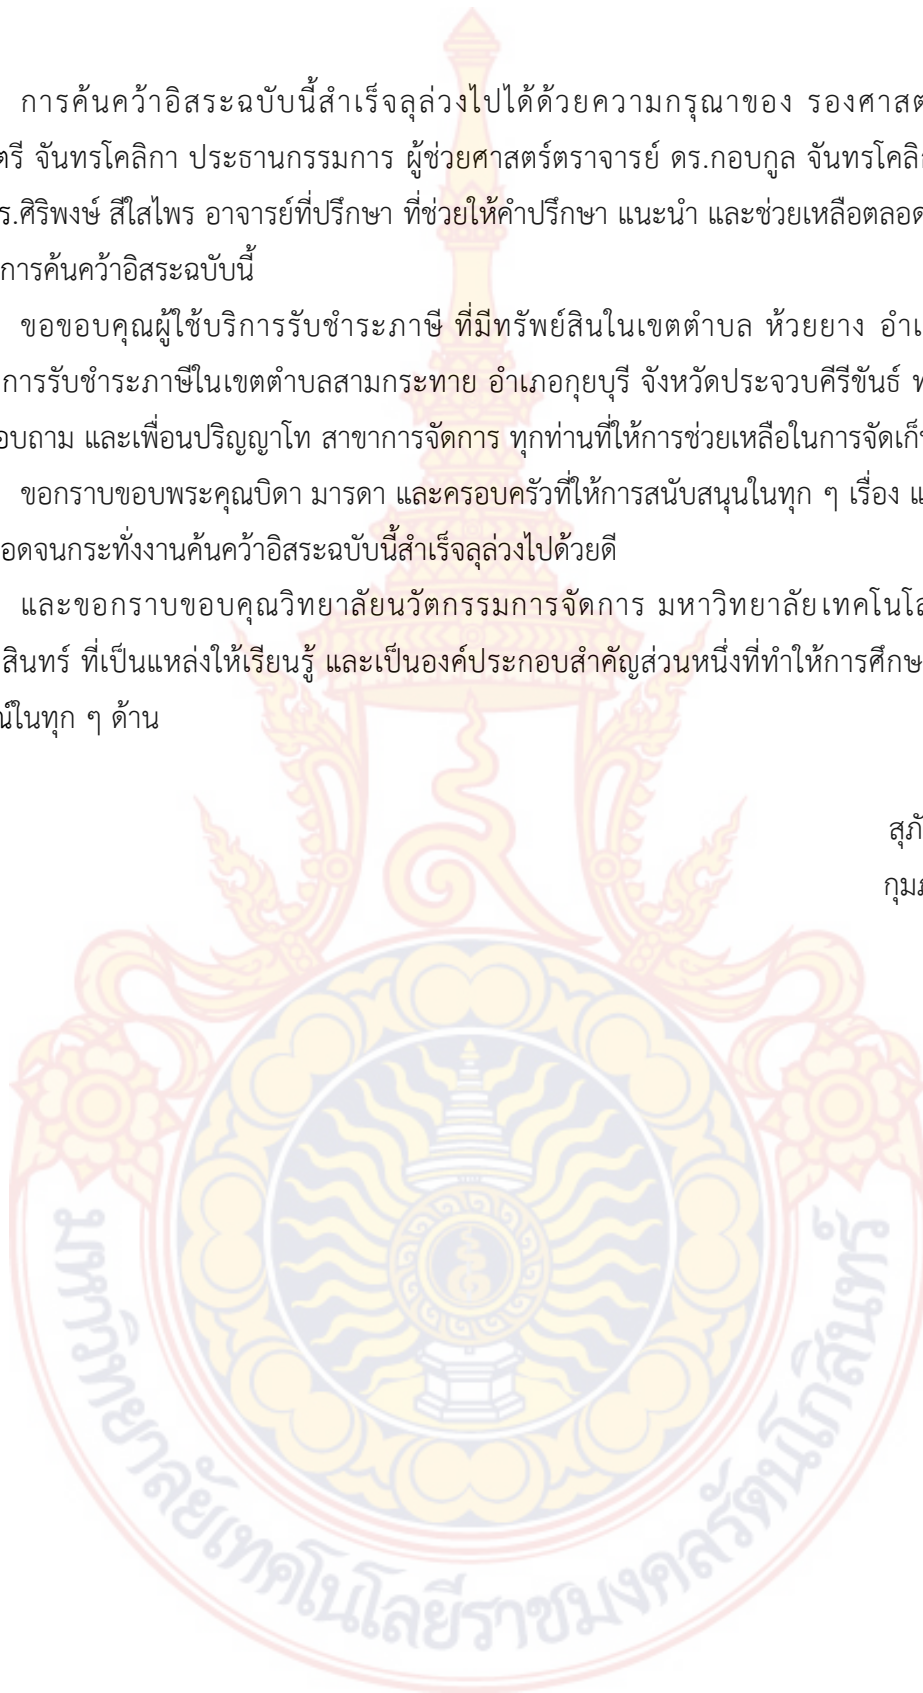 การค้นคว้าอิสระฉบับนี้สำเร็จลุล่วงไปได้ด้วยความกรุณาของ รองศาสต
ตรี จันทรโคลิกา ประธานกรรมการ ผู้ช่วยศาสตร์ตราจารย์ ดร.กอบกูล จันทรโคลิก
ร.ศิริพงษ์ สีใสไพร อาจารย์ที่ปรึกษา ที่ช่วยให้คำปรึกษา แนะนำ และช่วยเหลือตลอด
การค้นคว้าอิสระฉบับนี้
ขอขอบคุณผู้ใช้บริการรับชำระภาษี ที่มีทรัพย์สินในเขตตำบล ห้วยยาง อำเ
การรับชำระภาษีในเขตตำบลสามกระทาย อำเภอกุยบุรี จังหวัดประจวบคีรีขันธ์ พ
อบถาม และเพื่อนปริญญาโท สาขาการจัดการ ทุกท่านที่ให้การช่วยเหลือในการจัดเก็บ
ขอกราบขอบพระคุณบิดา มารดา และครอบครัวที่ให้การสนับสนุนในทุก ๆ เรื่อง แ
อดจนกระทั่งงานค้นคว้าอิสระฉบับนี้สำเร็จลุล่วงไปด้วยดี
และขอกราบขอบคุณวิทยาลัยนวัตกรรมการจัดการ มหาวิทยาลัยเทคโนโล
สินทร์ ที่เป็นแหล่งให้เรียนรู้ และเป็นองค์ประกอบสำคัญส่วนหนึ่งที่ทำให้การศึกษ
ณ์ในทุก ๆ ด้าน
สุภั
กุมภ
มหาวิทยาลัยเทคโนโลยีราชมงคลรัตนโกสินทร์